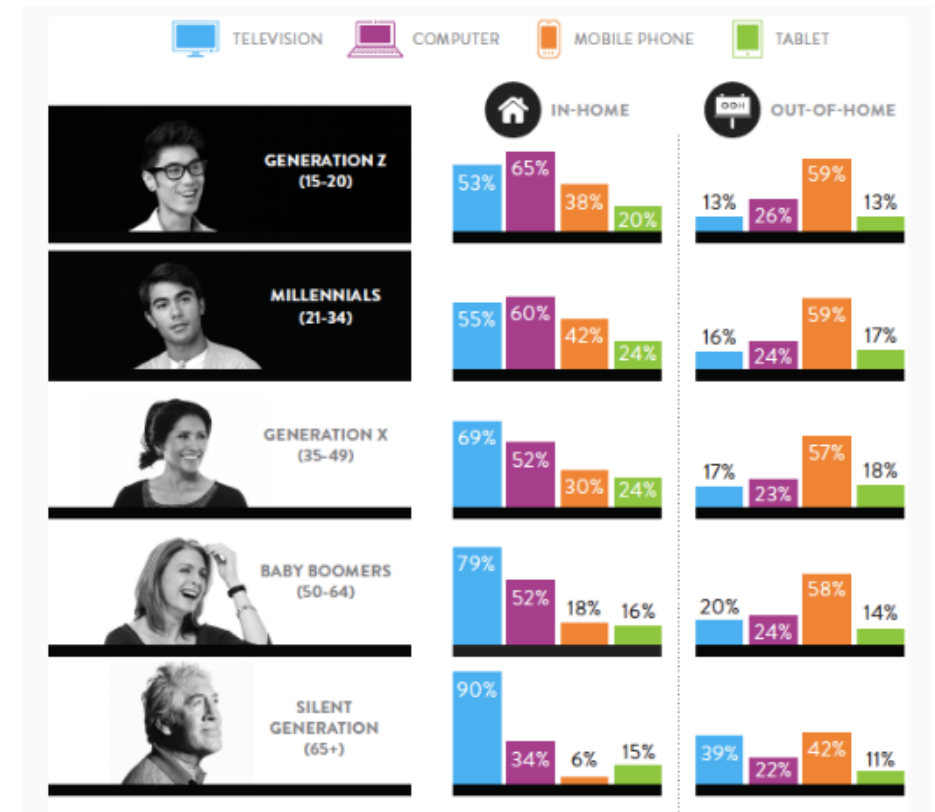 TELEVISION COMPUTER MOBILE PHONE TABLET
IN-HOME OOH OUT-OF-HOME
GENERATION Z
(15-20)
53% 65% 38% 20% 13% 26% 59% 13%
MILLENNIALS
(21-34)
55% 60% 42% 24% 16% 24% 59% 17%
GENERATION X
(35-49)
69% 52% 30% 24% 17% 23% 57% 18%
BABY BOOMERS
(50-64)
79% 52% 18% 16% 20% 24% 58% 14%
SILENT
GENERATION
(65+)
90% 34% 6% 15% 39% 22% 42% 11%